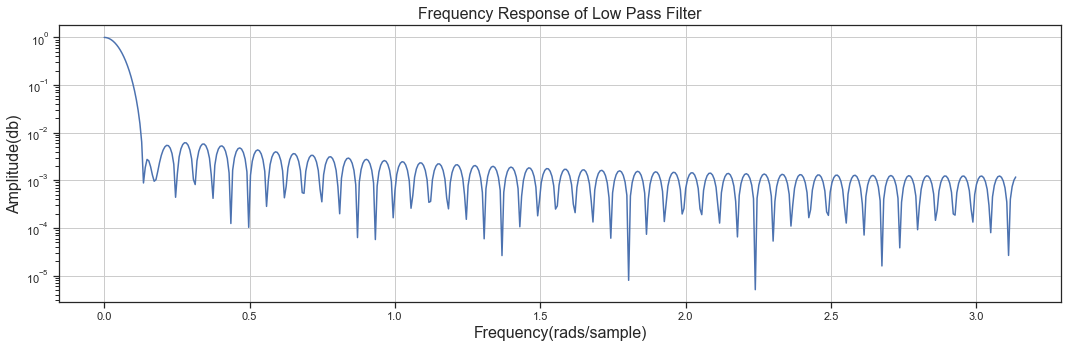 Frequency Response of Low Pass Filter
Amplitude(db)
10⁰
10⁻¹
10⁻²
10⁻³
10⁻⁴
10⁻⁵
0.0 0.5 1.0 1.5 2.0 2.5 3.0
Frequency(rads/sample)